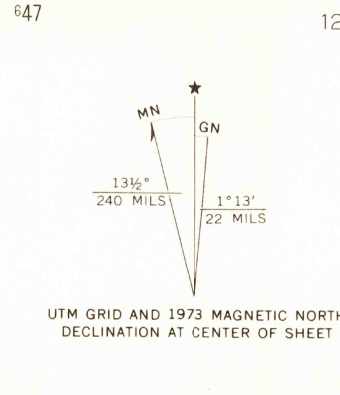 647
12
★
MN
GN
13½°
240 MILS
1°13'
22 MILS
UTM GRID AND 1973 MAGNETIC NORTH
DECLINATION AT CENTER OF SHEET